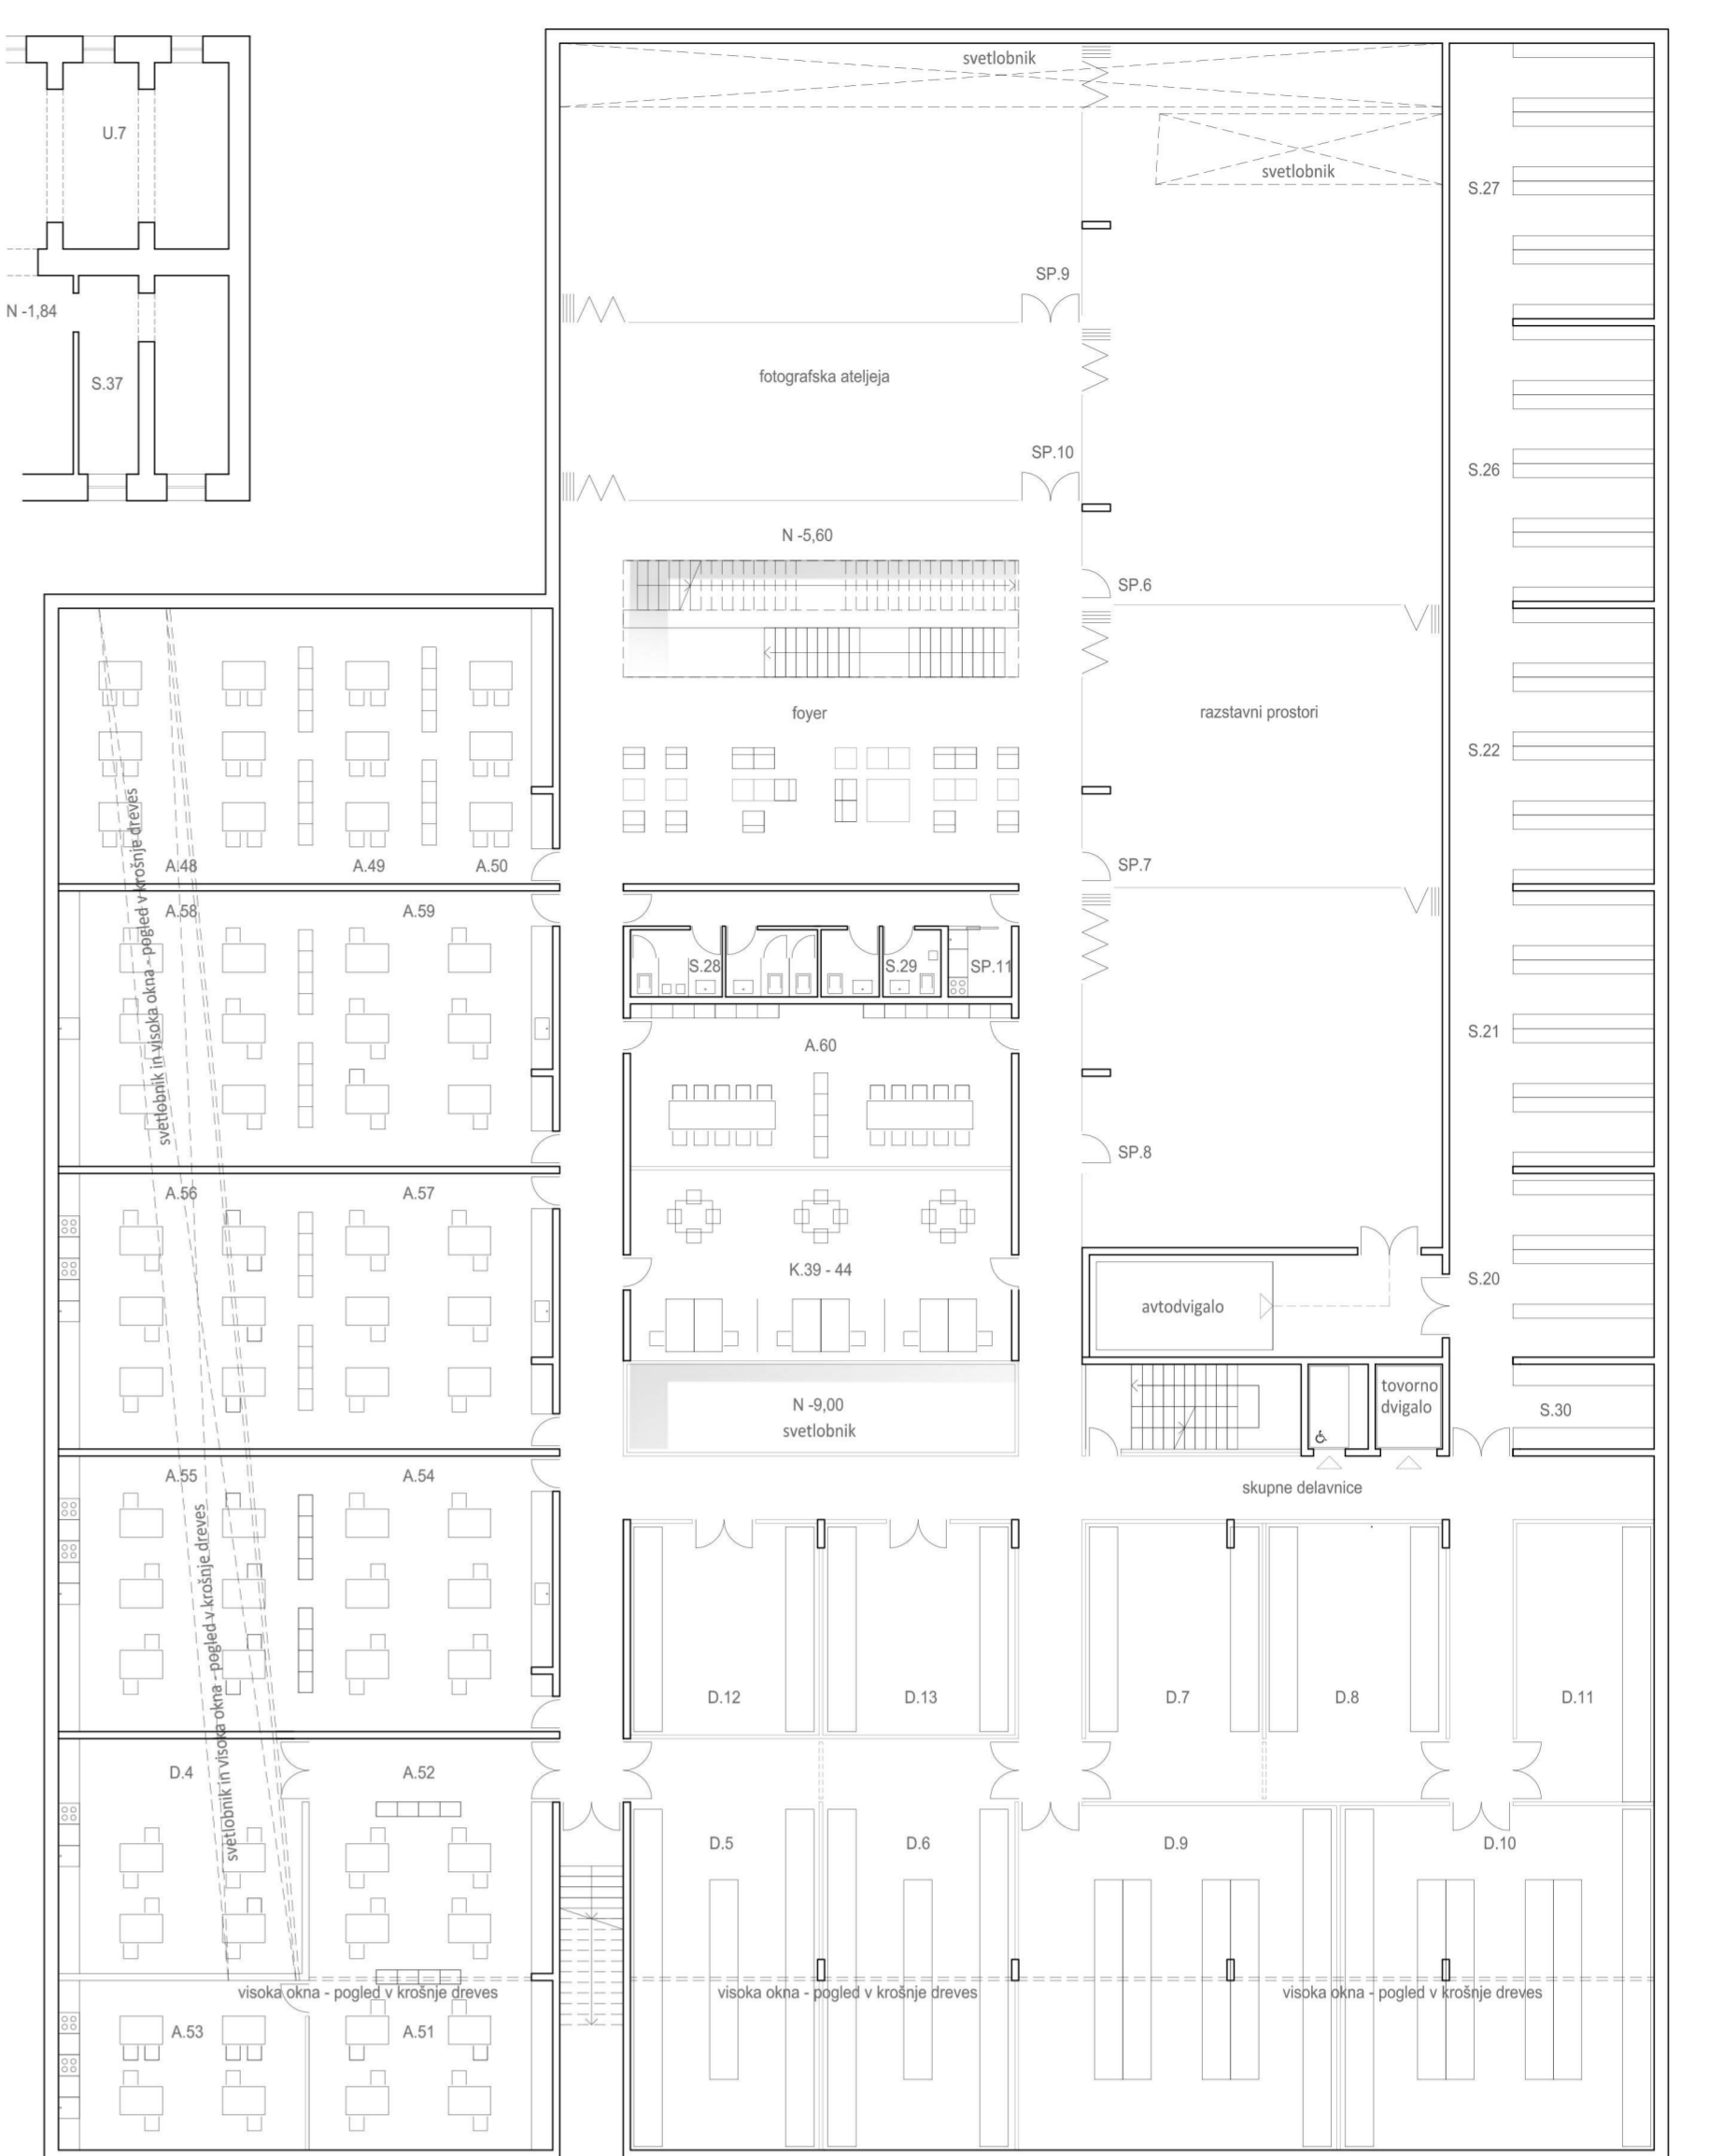 svetlobnik
U.7
svetlobnik
S.27
SP.9
N -1,84
fotografska ateljeja
S.37
SP.10
S.26
N -5,60
SP.6
foyer
razstavni prostori
S.22
svetlobnik in visoka okna - pogled v krošnje dreves
A.48
A.49
A.50
SP.7
A.58
A.59
S.28
S.29
SP.11
S.21
A.60
SP.8
A.56
A.57
K.39 - 44
S.20
avtodvigalo
tovorno
dvigalo
N -9,00
svetlobnik
S.30
A.55
A.54
skupne delavnice
svetlobnik in visoka okna - pogled v krošnje dreves
D.12
D.13
D.7
D.8
D.11
D.4
A.52
D.5
D.6
D.9
D.10
visoka okna - pogled v krošnje dreves
visoka okna - pogled v krošnje dreves
visoka okna - pogled v krošnje dreves
A.53
A.51